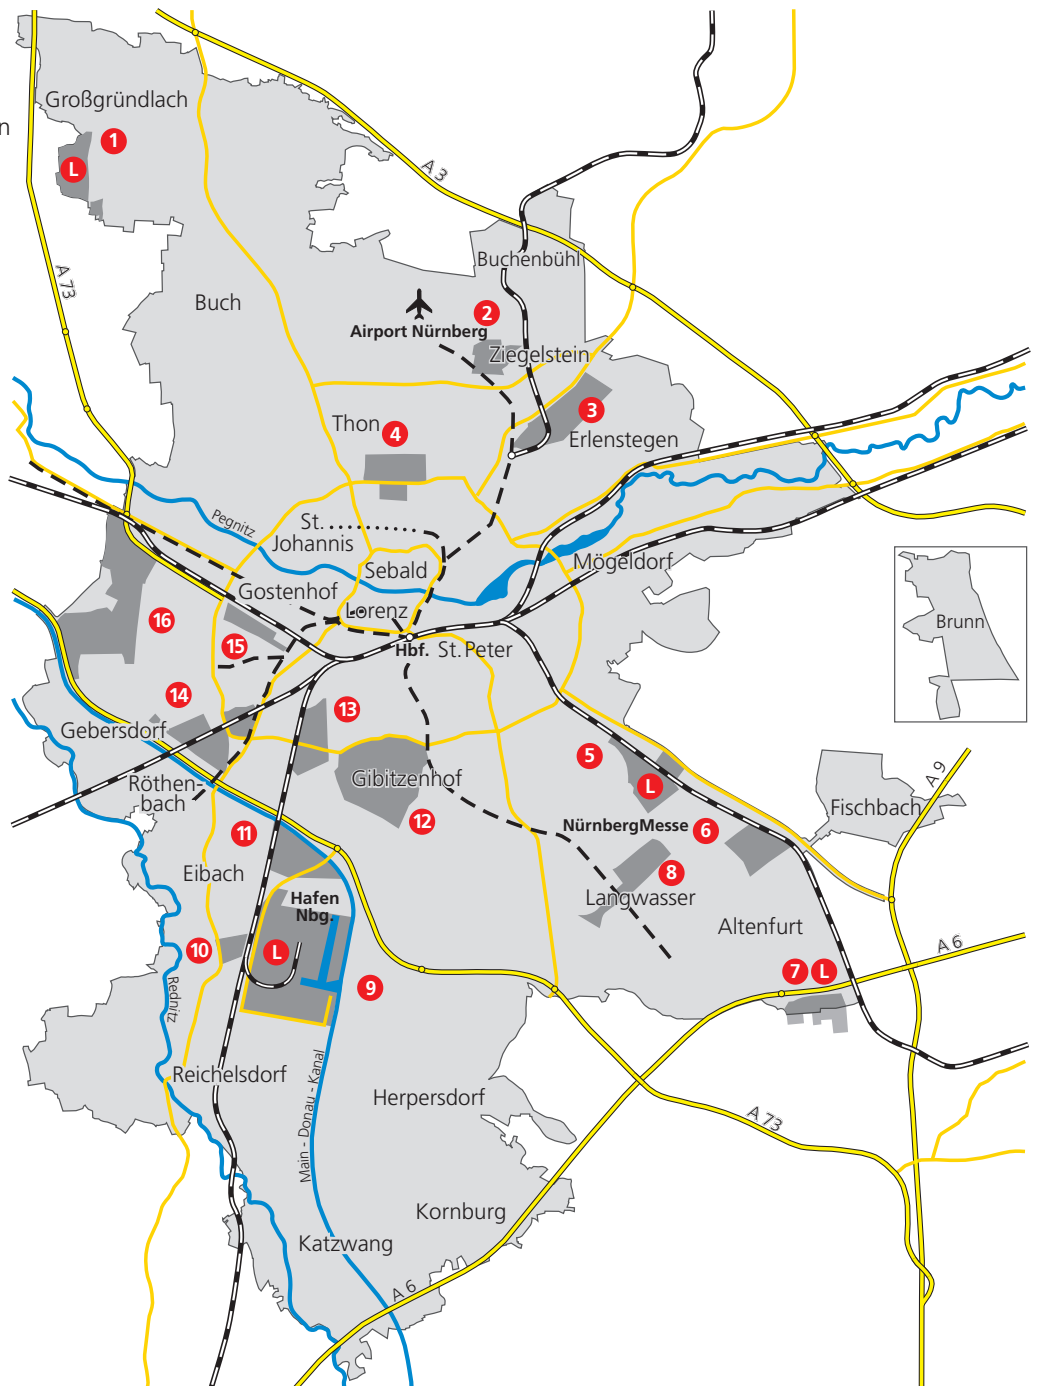 Großgründlach
n
1
L
A 3
A 73
Buchenbühl
Buch
2
Airport Nürnberg
Ziegelstein
3
Thon
4
Erlenstegen
Pegnitz
St.
Johannis
Sebald
Mögeldorf
Gostenhof
Lorenz
16
15
Hbf.
St. Peter
Brunn
14
13
Gebersdorf
5
A 9
Röthen-
bach
Gibitzenhof
L
Fischbach
12
NürnbergMesse
6
11
Eibach
8
Hafen
Nbg.
Langwasser
Altenfurt
10
L
A 6
7
L
9
Rednitz
Reichelsdorf
Main - Donau - Kanal
Herpersdorf
A 73
Kornburg
Katzwang
A 6